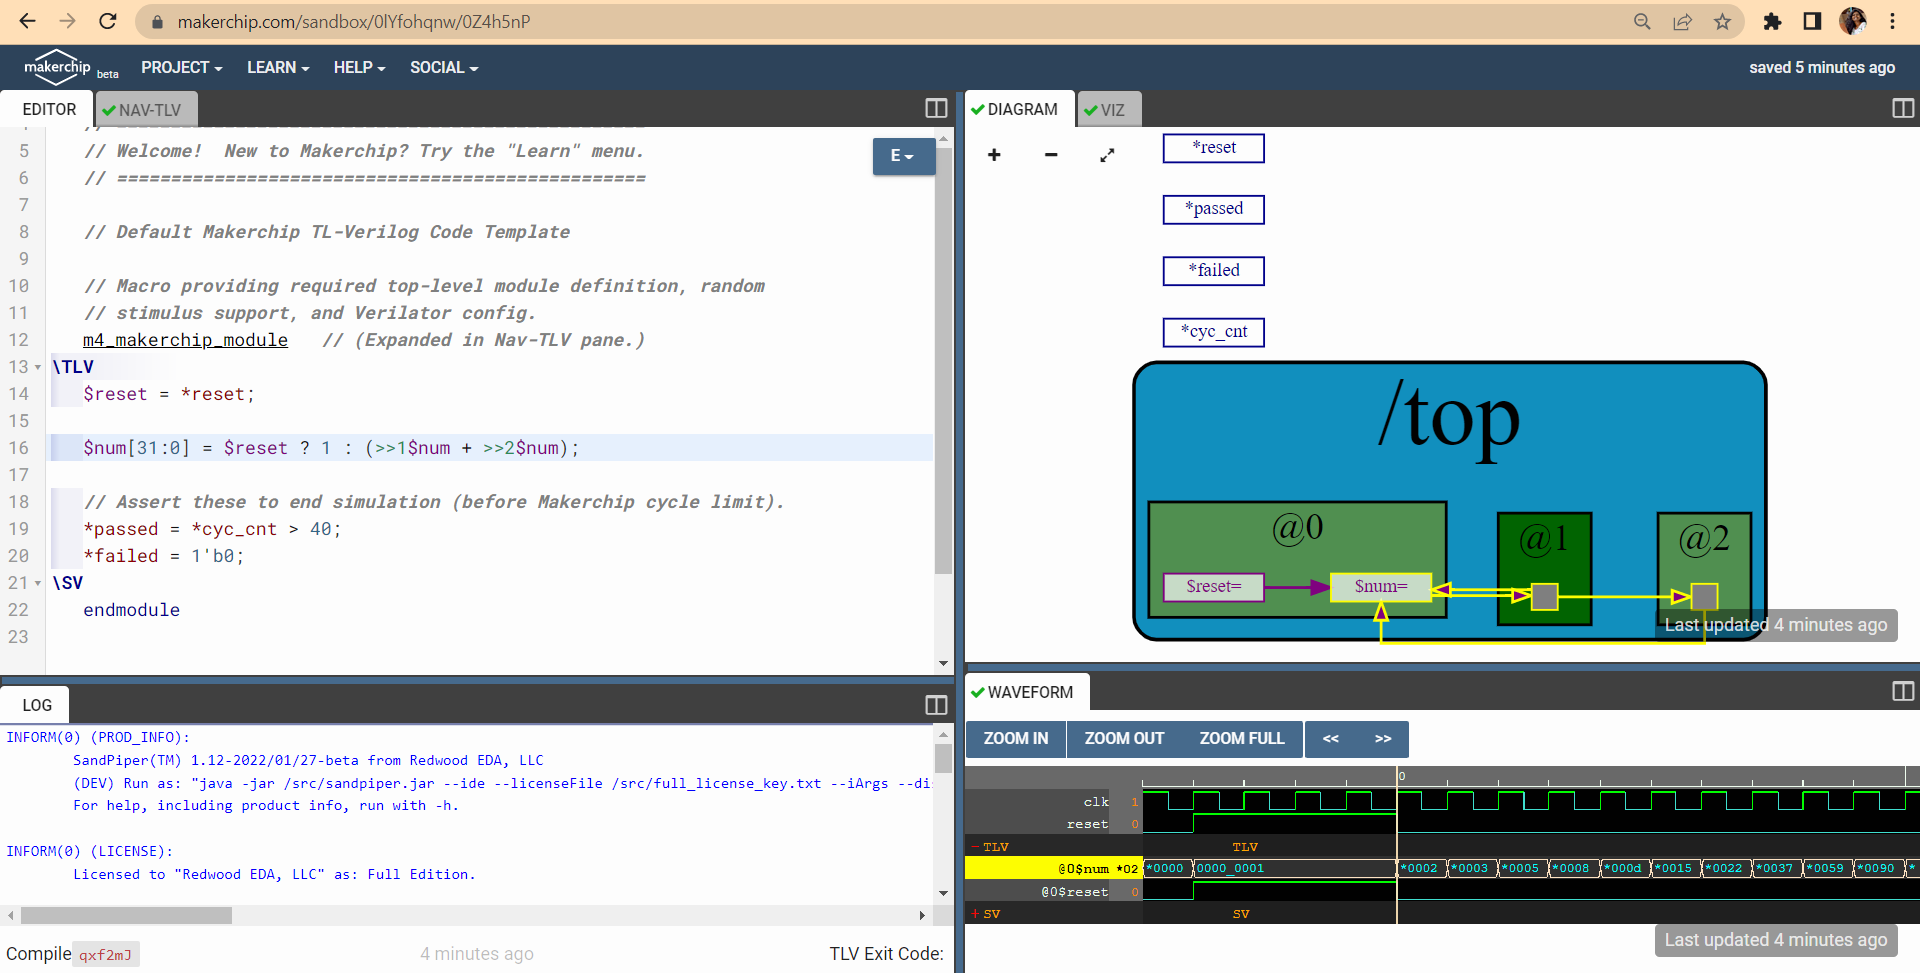 makerchip.com/sandbox/0lYfohqnw/0Z4h5nP
makerchip beta PROJECT LEARN HELP SOCIAL saved 5 minutes ago
EDITOR NAV-TLV
5 // Welcome!  New to Makerchip? Try the "Learn" menu.
6 // =================================================
7
8 // Default Makerchip TL-Verilog Code Template
9
10 // Macro providing required top-level module definition, random
11 // stimulus support, and Verilator config.
12 m4_makerchip_module   // (Expanded in Nav-TLV pane.)
13 \TLV
14 $reset = *reset;
15
16 $num[31:0] = $reset ? 1 : (>>1$num + >>2$num);
17
18 // Assert these to end simulation (before Makerchip cycle limit).
19 *passed = *cyc_cnt > 40;
20 *failed = 1'b0;
21 \SV
22 endmodule
23
E
LOG
INFORM(0) (PROD_INFO):
SandPiper(TM) 1.12-2022/01/27-beta from Redwood EDA, LLC
(DEV) Run as: "java -jar /src/sandpiper.jar --ide --licenseFile /src/full_license_key.txt --iArgs --di
For help, including product info, run with -h.
INFORM(0) (LICENSE):
Licensed to "Redwood EDA, LLC" as: Full Edition.
Compile qxf2mJ 4 minutes ago TLV Exit Code:
DIAGRAM VIZ
+ −
*reset
*passed
*failed
*cyc_cnt
/top
@0 @1 @2
$reset= $num=
Last updated 4 minutes ago
WAVEFORM
ZOOM IN ZOOM OUT ZOOM FULL << >>
0
clk 1
reset 0
- TLV TLV
@0$num *02 *0000 0000_0001 *0002 *0003 *0005 *0008 *000d *0015 *0022 *0037 *0059 *0090 *
@0$reset 0
+ SV SV
Last updated 4 minutes ago